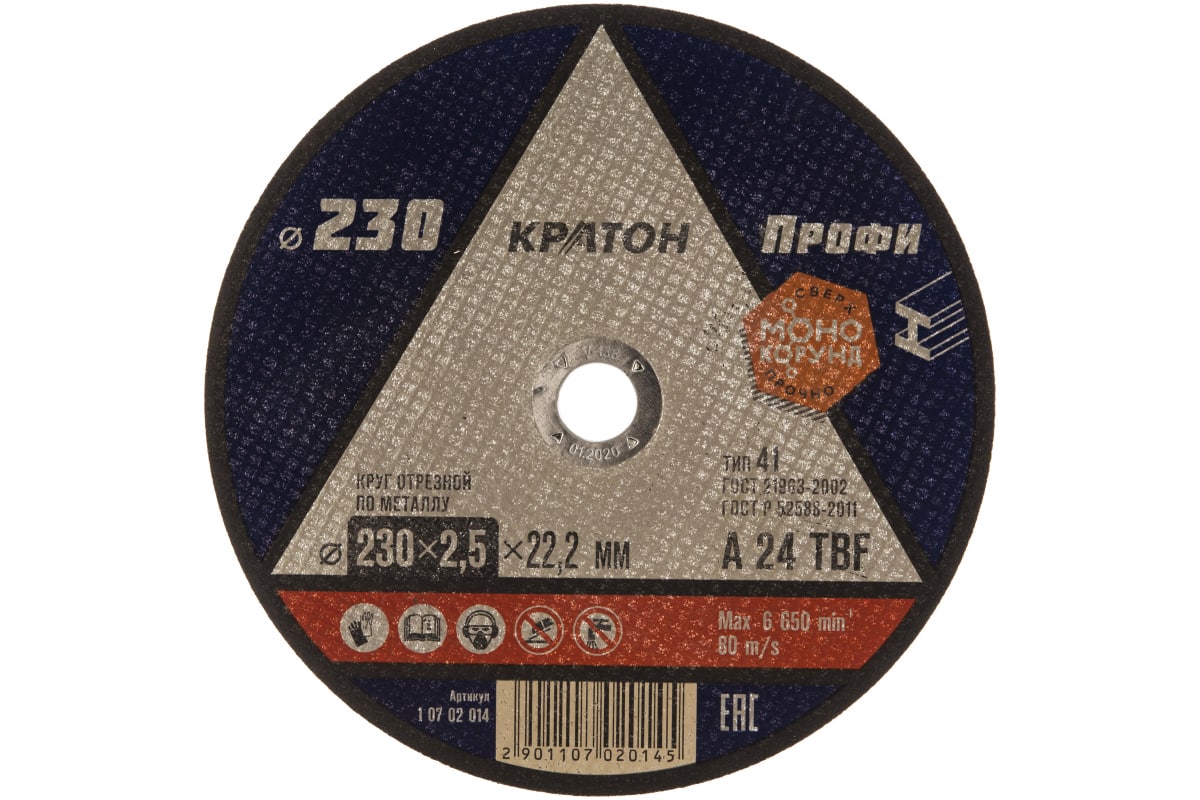 ø 230
КРАТОН
Профи
СВЕРХ
МОНО
КОРУНД
ПРОЧНО
01.2020
КРУГ ОТРЕЗНОЙ
ПО МЕТАЛЛУ
ø 230×2,5×22,2 ММ
ТИП 41
ГОСТ 21963-2002
ГОСТ Р 52588-2011
A 24 TBF
Max 6 650 min⁻¹
80 m/s
Артикул
1 07 02 014
2 901107 020145
EAC